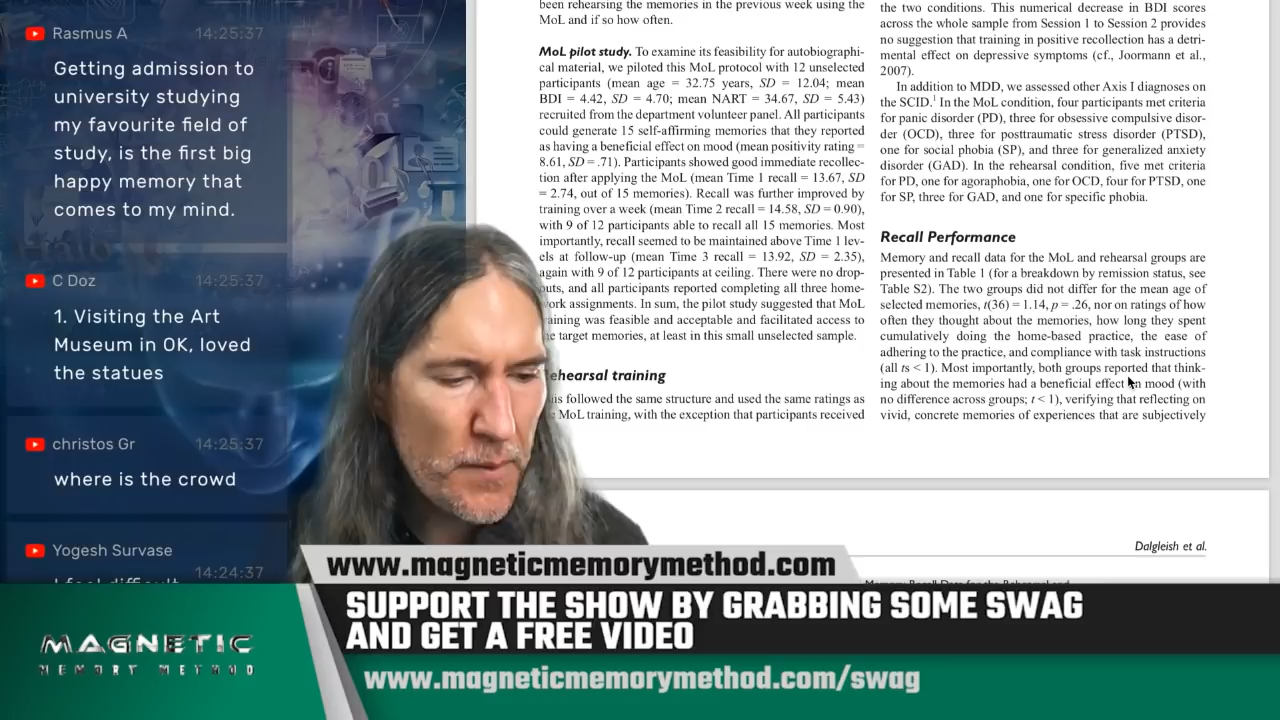 Rasmus A 14:25:37
Getting admission to
university studying
my favourite field of
study, is the first big
happy memory that
comes to my mind.
C Doz 14:25:37
1. Visiting the Art
Museum in OK, loved
the statues
christos Gr 14:25:37
where is the crowd
Yogesh Survase
14:24:37
I feel difficult
been rehearsing the memories in the previous week using the
MoL and if so how often.
MoL pilot study. To examine its feasibility for autobiographi-
cal material, we piloted this MoL protocol with 12 unselected
participants (mean age = 32.75 years, SD = 12.04; mean
BDI = 4.42, SD = 4.70; mean NART = 34.67, SD = 5.43)
recruited from the department volunteer panel. All participants
could generate 15 self-affirming memories that they reported
as having a beneficial effect on mood (mean positivity rating =
8.61, SD = .71). Participants showed good immediate recollec-
tion after applying the MoL (mean Time 1 recall = 13.67, SD
= 2.74, out of 15 memories). Recall was further improved by
training over a week (mean Time 2 recall = 14.58, SD = 0.90),
with 9 of 12 participants able to recall all 15 memories. Most
importantly, recall seemed to be maintained above Time 1 lev-
els at follow-up (mean Time 3 recall = 13.92, SD = 2.35),
again with 9 of 12 participants at ceiling. There were no drop-
outs, and all participants reported completing all three home-
work assignments. In sum, the pilot study suggested that MoL
training was feasible and acceptable and facilitated access to
target memories, at least in this small unselected sample.
ehearsal training
is followed the same structure and used the same ratings as
MoL training, with the exception that participants received
the two conditions. This numerical decrease in BDI scores
across the whole sample from Session 1 to Session 2 provides
no suggestion that training in positive recollection has a detri-
mental effect on depressive symptoms (cf., Joormann et al.,
2007).
In addition to MDD, we assessed other Axis I diagnoses on
the SCID.1 In the MoL condition, four participants met criteria
for panic disorder (PD), three for obsessive compulsive disor-
der (OCD), three for posttraumatic stress disorder (PTSD),
one for social phobia (SP), and three for generalized anxiety
disorder (GAD). In the rehearsal condition, five met criteria
for PD, one for agoraphobia, one for OCD, four for PTSD, one
for SP, three for GAD, and one for specific phobia.
Recall Performance
Memory and recall data for the MoL and rehearsal groups are
presented in Table 1 (for a breakdown by remission status, see
Table S2). The two groups did not differ for the mean age of
selected memories, t(36) = 1.14, p = .26, nor on ratings of how
often they thought about the memories, how long they spent
cumulatively doing the home-based practice, the ease of
adhering to the practice, and compliance with task instructions
(all ts < 1). Most importantly, both groups reported that think-
ing about the memories had a beneficial effect on mood (with
no difference across groups; t < 1), verifying that reflecting on
vivid, concrete memories of experiences that are subjectively
Dalgleish et al.
www.magneticmemorymethod.com
SUPPORT THE SHOW BY GRABBING SOME SWAG
AND GET A FREE VIDEO
www.magneticmemorymethod.com/swag
MAGNETIC
MEMORY METHOD